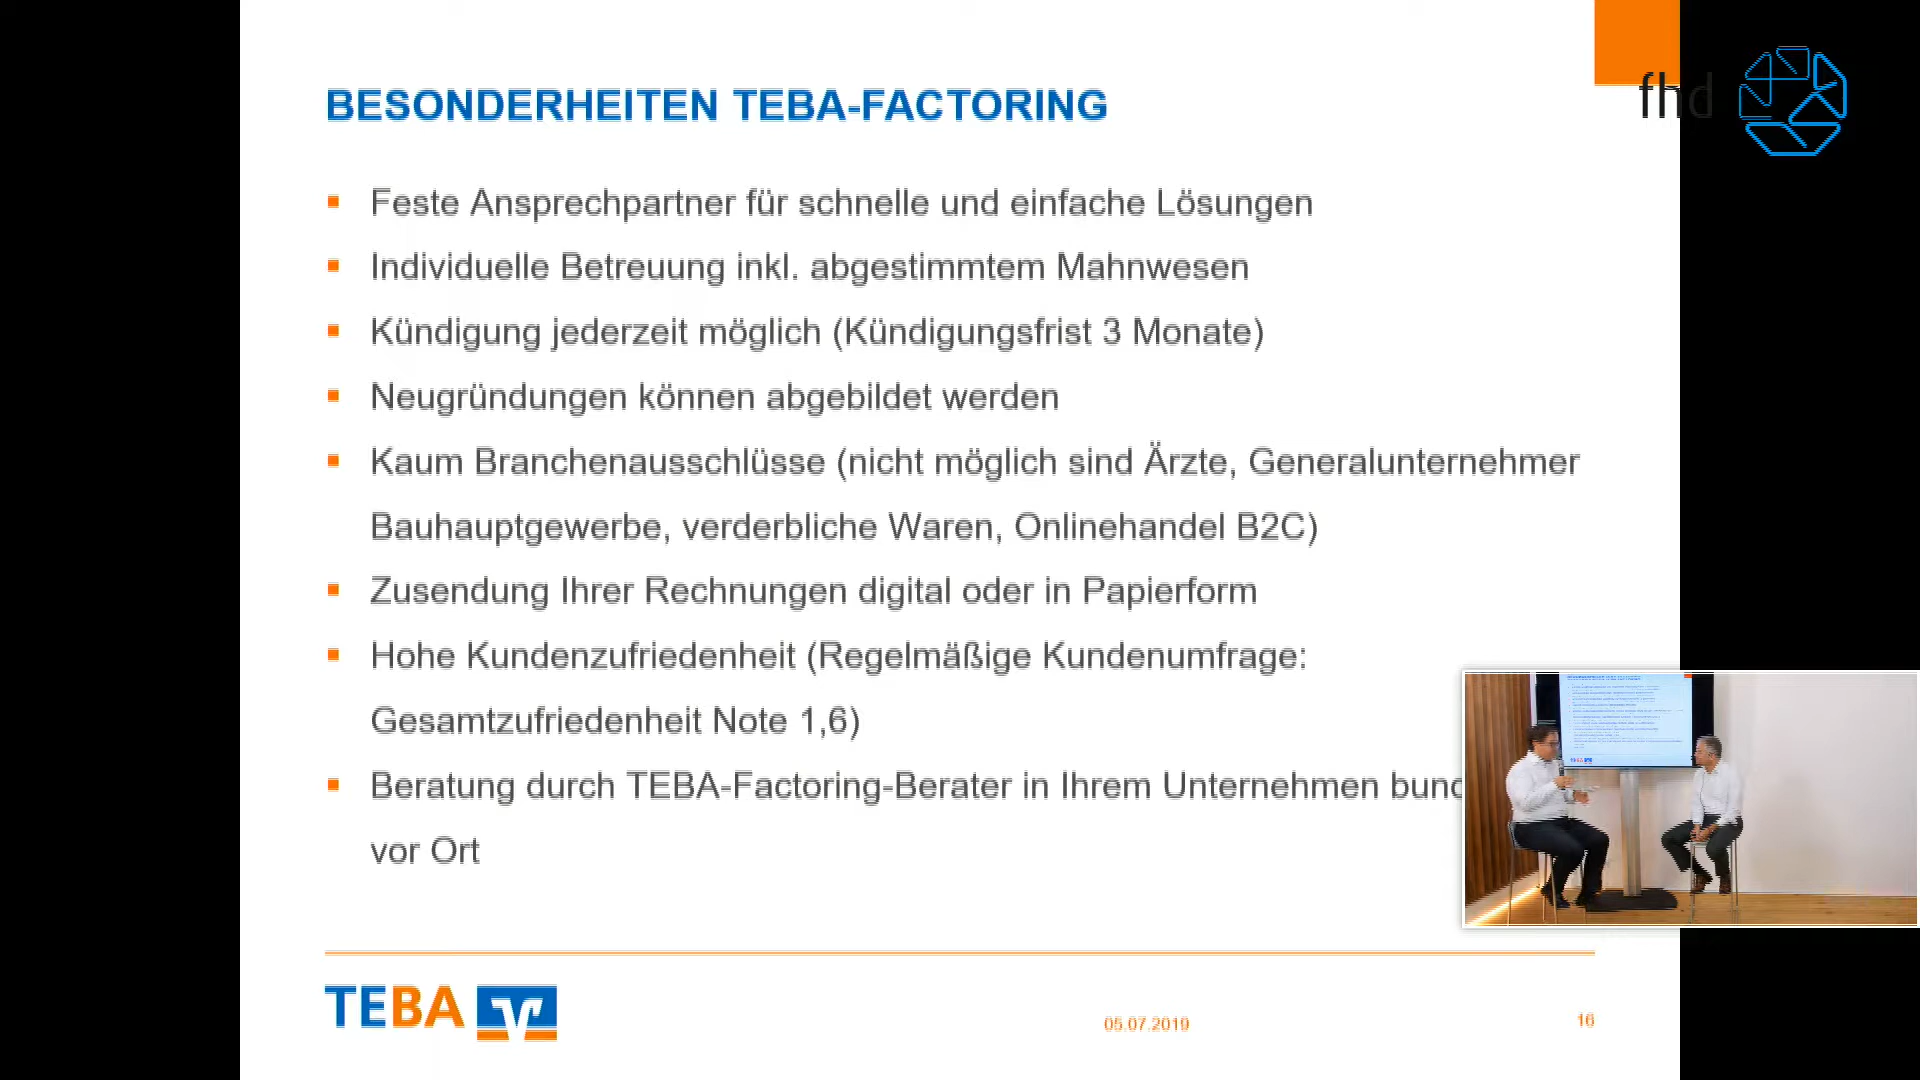 BESONDERHEITEN TEBA-FACTORING
fhd
▪ Feste Ansprechpartner für schnelle und einfache Lösungen
▪ Individuelle Betreuung inkl. abgestimmtem Mahnwesen
▪ Kündigung jederzeit möglich (Kündigungsfrist 3 Monate)
▪ Neugründungen können abgebildet werden
▪ Kaum Branchenausschlüsse (nicht möglich sind Ärzte, Generalunternehmer
Bauhauptgewerbe, verderbliche Waren, Onlinehandel B2C)
▪ Zusendung Ihrer Rechnungen digital oder in Papierform
▪ Hohe Kundenzufriedenheit (Regelmäßige Kundenumfrage:
Gesamtzufriedenheit Note 1,6)
▪ Beratung durch TEBA-Factoring-Berater in Ihrem Unternehmen
vor Ort
TEBA
05.07.2019
16